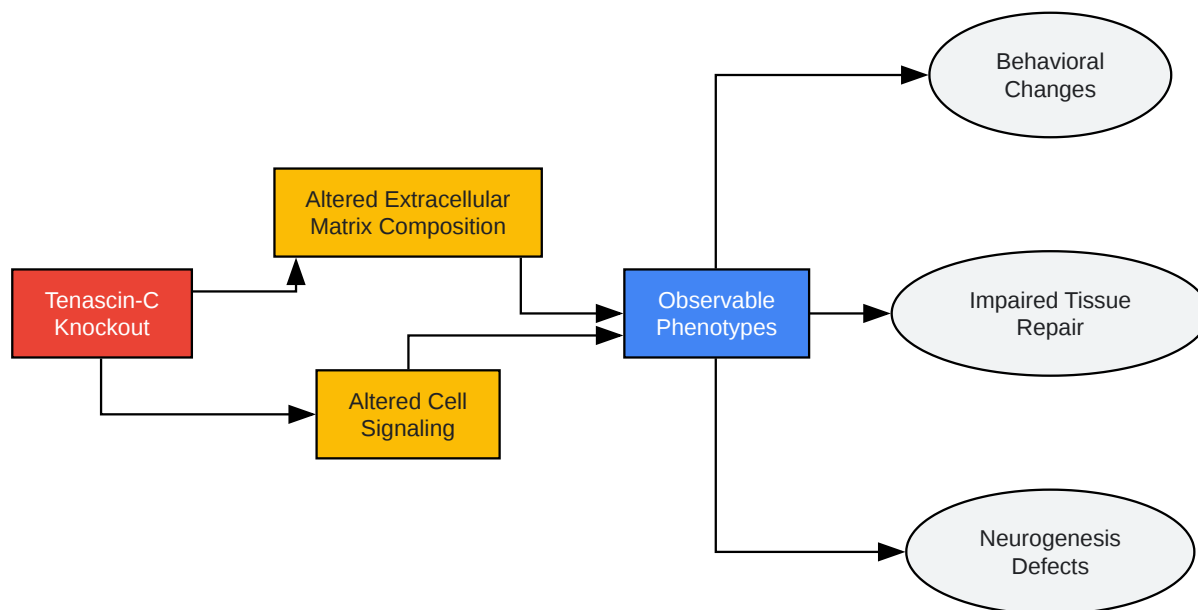 Behavioral
Changes
Altered Extracellular
Matrix Composition
Tenascin-C
Knockout
Observable
Phenotypes
Impaired Tissue
Repair
Altered Cell
Signaling
Neurogenesis
Defects